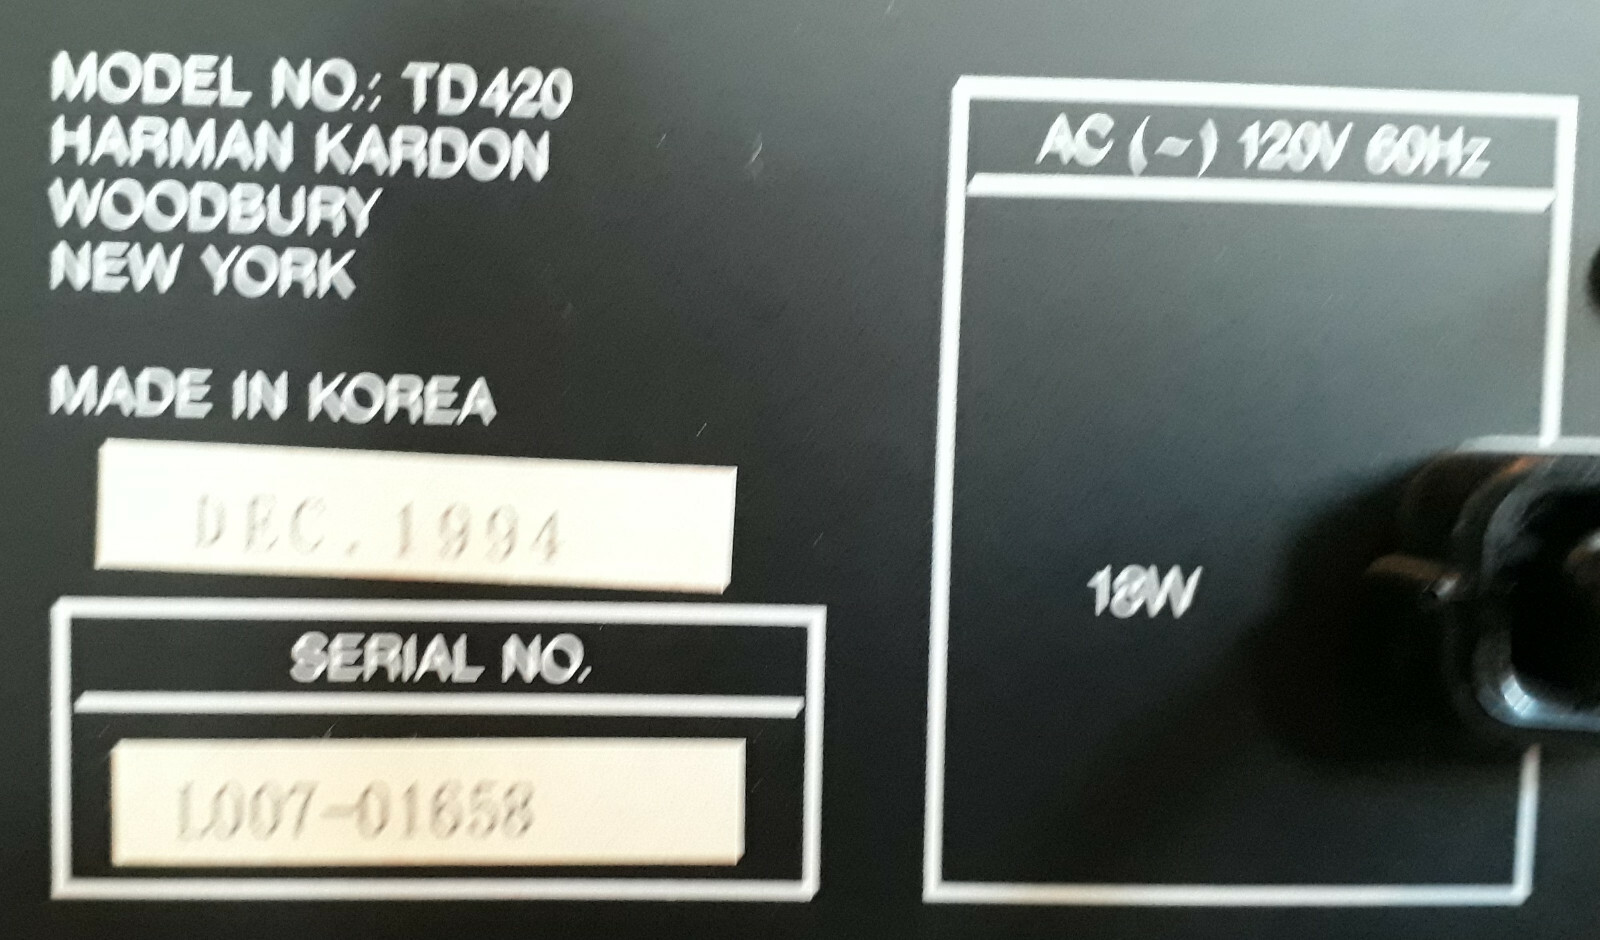 MODEL NO.: TD420
HARMAN KARDON
WOODBURY
NEW YORK
MADE IN KOREA
DEC. 1994
SERIAL NO.
L007-01658
AC (~) 120V 60Hz
18W